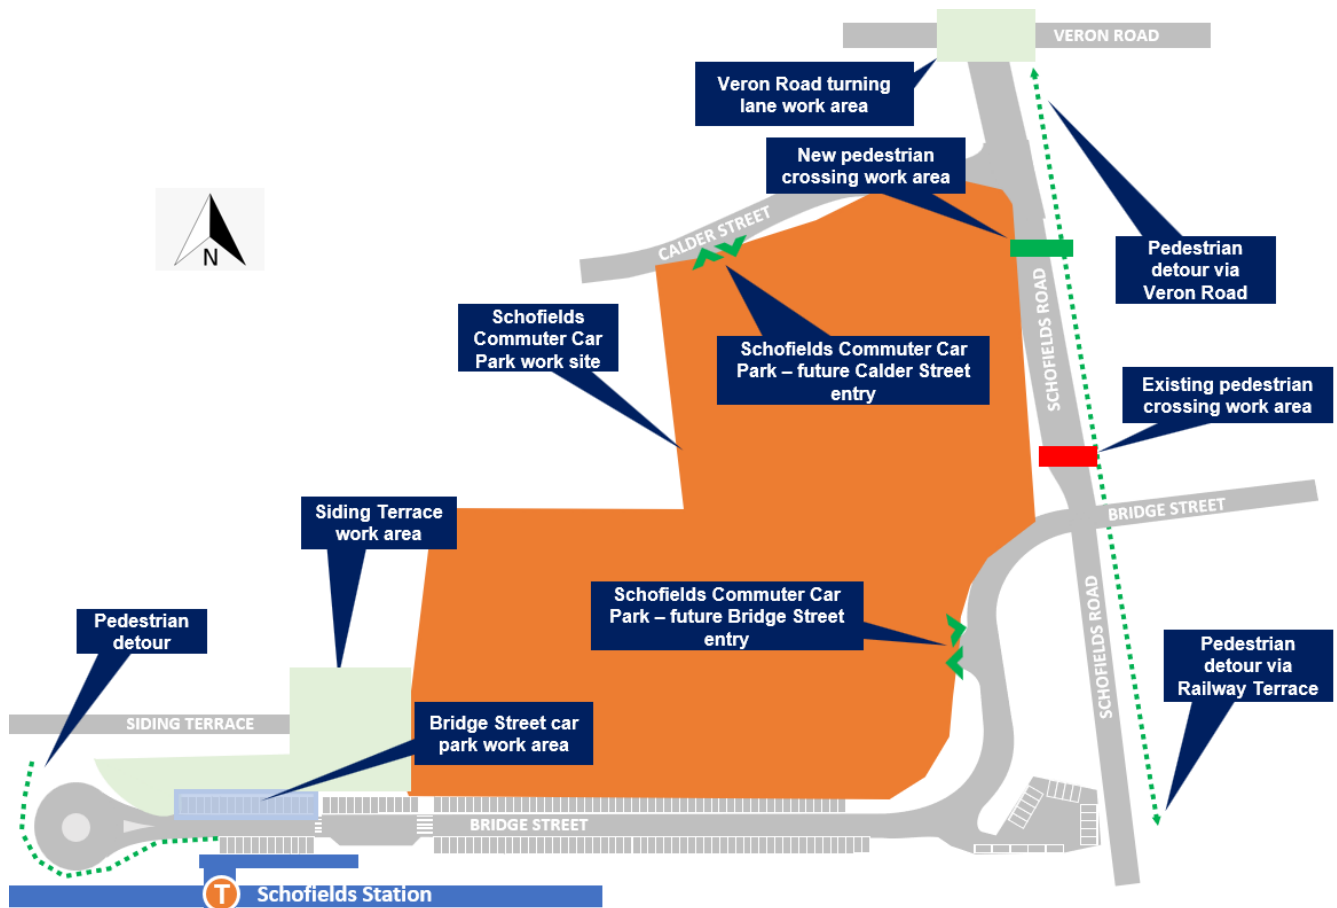 VERON ROAD
Veron Road turning
lane work area
New pedestrian
crossing work area
CALDER STREET
N
Pedestrian
detour via
Veron Road
Schofields
Commuter Car
Park work site
Schofields Commuter Car
Park – future Calder Street
entry
SCHOFIELDS ROAD
Existing pedestrian
crossing work area
Siding Terrace
work area
BRIDGE STREET
Schofields Commuter Car
Park – future Bridge Street
entry
SCHOFIELDS ROAD
Pedestrian
detour
Pedestrian
detour via
Railway Terrace
SIDING TERRACE
Bridge Street car
park work area
BRIDGE STREET
T
Schofields Station